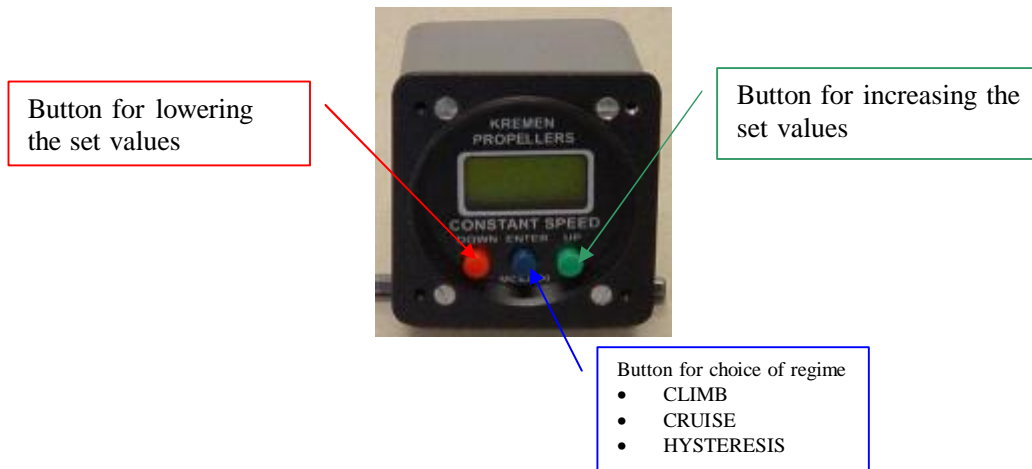 Button for lowering
the set values
KREMEN
PROPELLERS
CONSTANT SPEED
DOWN ENTER UP
Button for increasing the
set values
Button for choice of regime
• CLIMB
• CRUISE
• HYSTERESIS